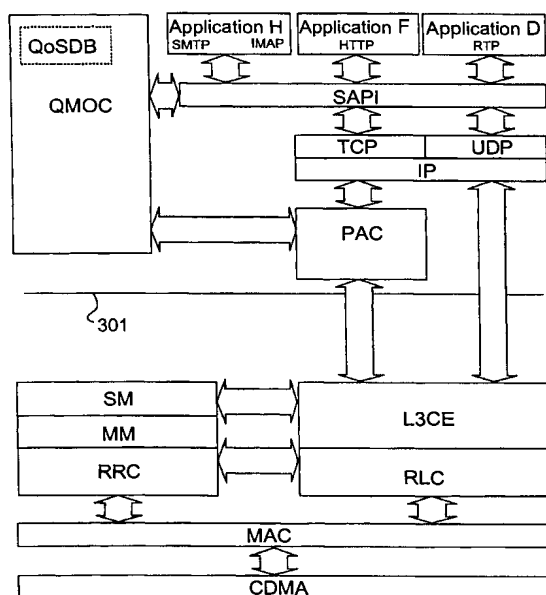 QoSDB
QMOC
Application H
SMTP IMAP
Application F
HTTP
Application D
RTP
SAPI
TCP
UDP
IP
PAC
301
SM
MM
RRC
L3CE
RLC
MAC
CDMA